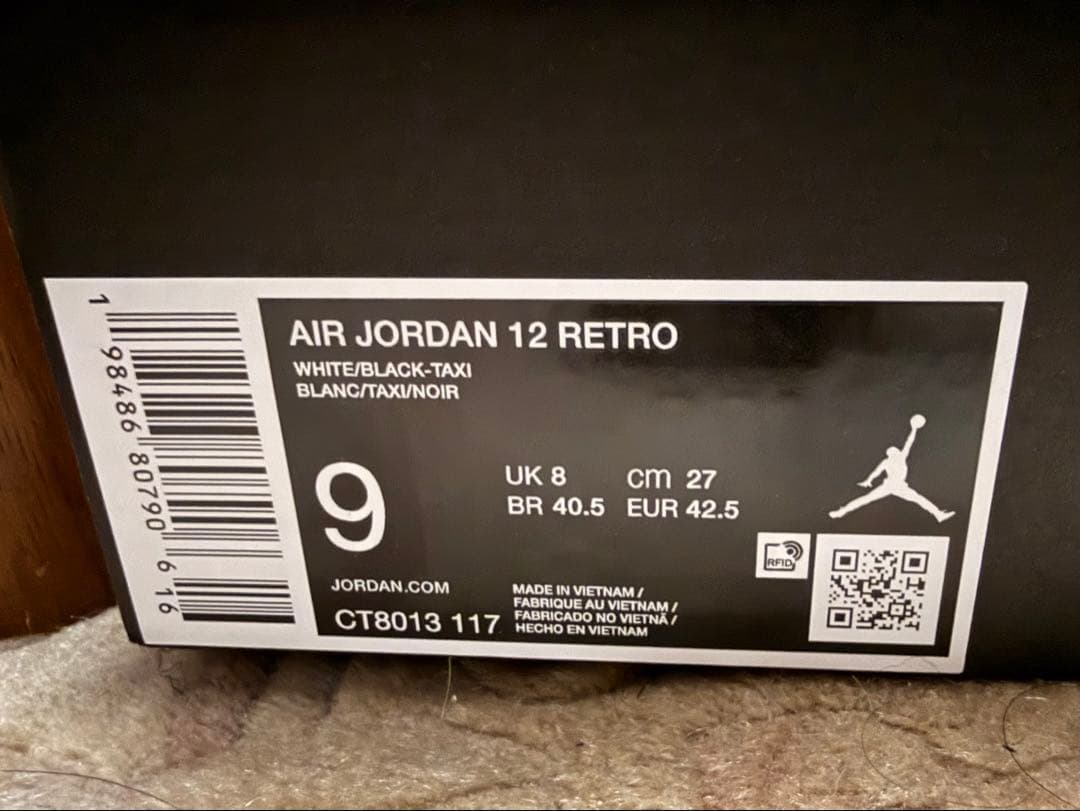 AIR JORDAN 12 RETRO
WHITE/BLACK-TAXI
BLANC/TAXI/NOIR
9
UK 8 cm 27
BR 40.5 EUR 42.5
RFID
JORDAN.COM
CT8013 117
MADE IN VIETNAM /
FABRIQUE AU VIETNAM /
FABRICADO NO VIETNÃ /
HECHO EN VIETNAM
1 98486 80790 6 16